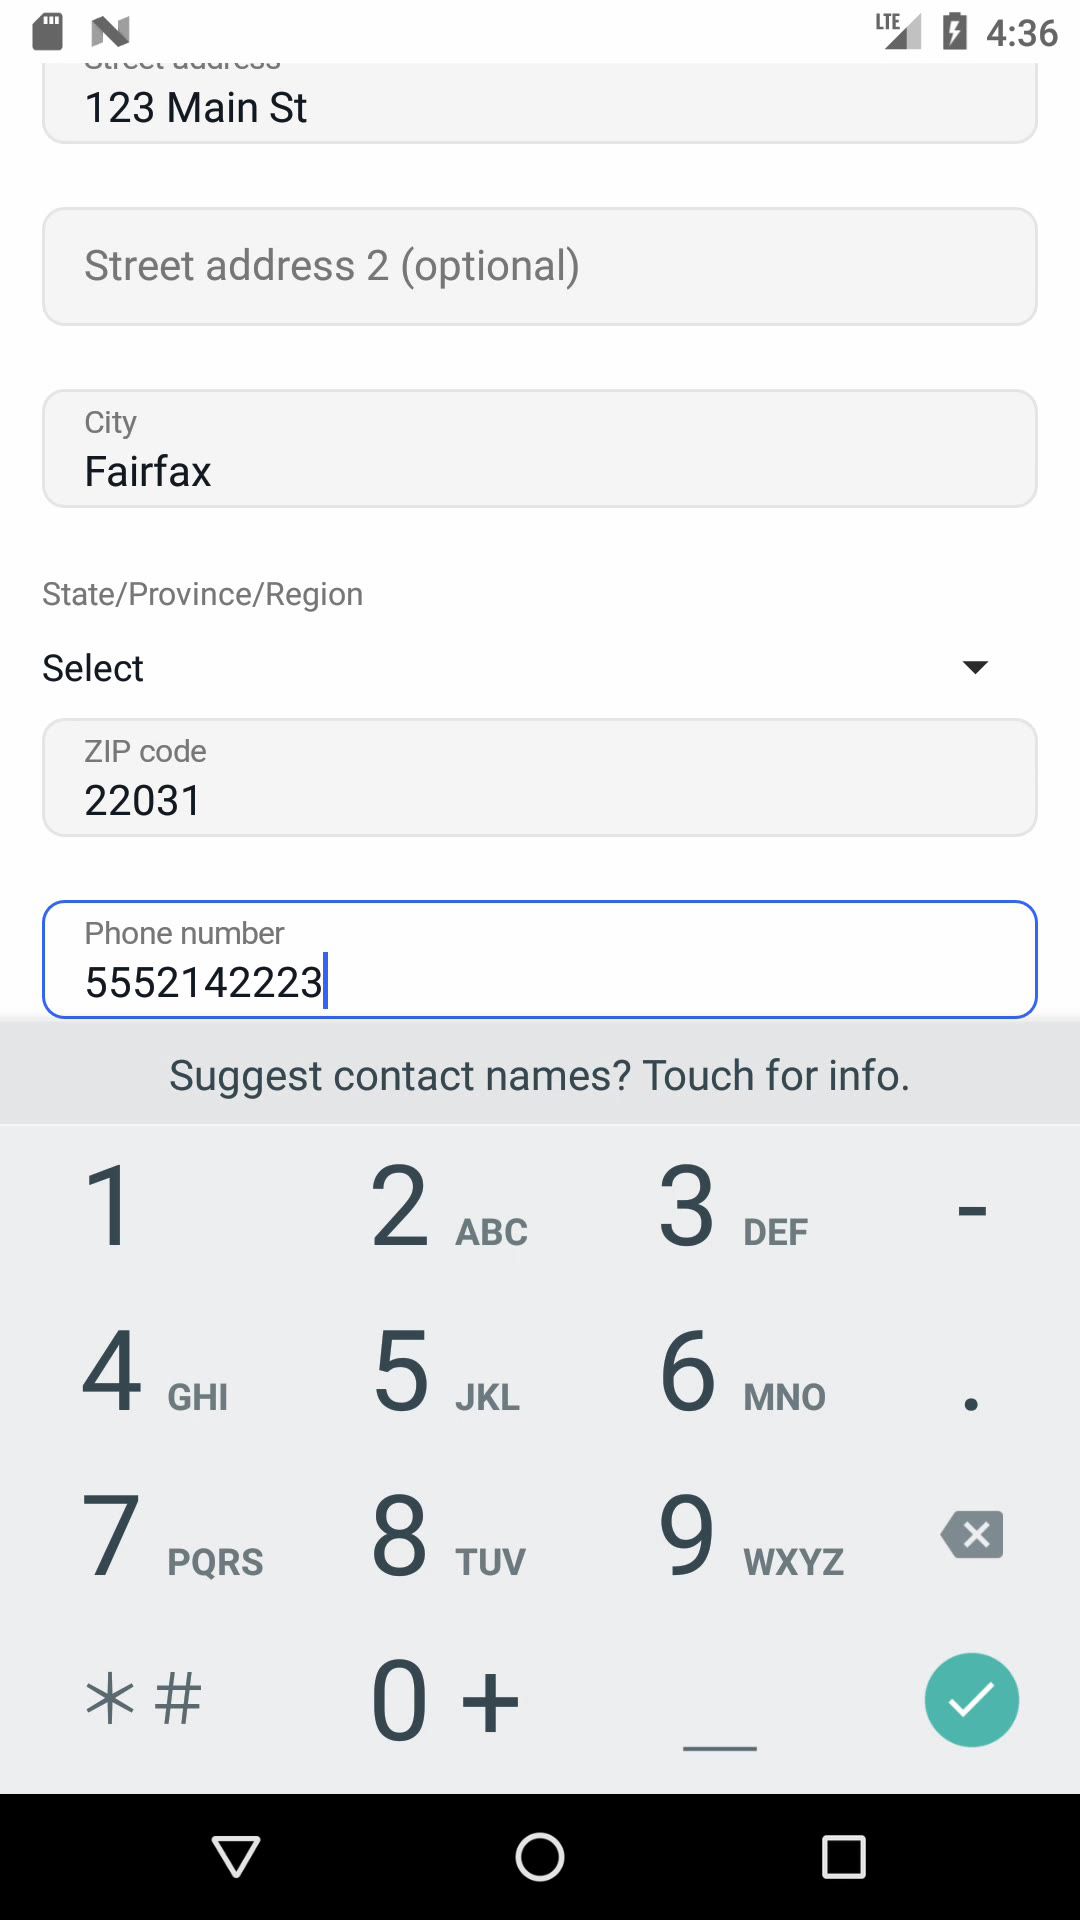 LTE 4:36
Street address
123 Main St
Street address 2 (optional)
City
Fairfax
State/Province/Region
Select
ZIP code
22031
Phone number
5552142223
Suggest contact names? Touch for info.
1 2 ABC 3 DEF -
4 GHI 5 JKL 6 MNO .
7 PQRS 8 TUV 9 WXYZ
* # 0 + _